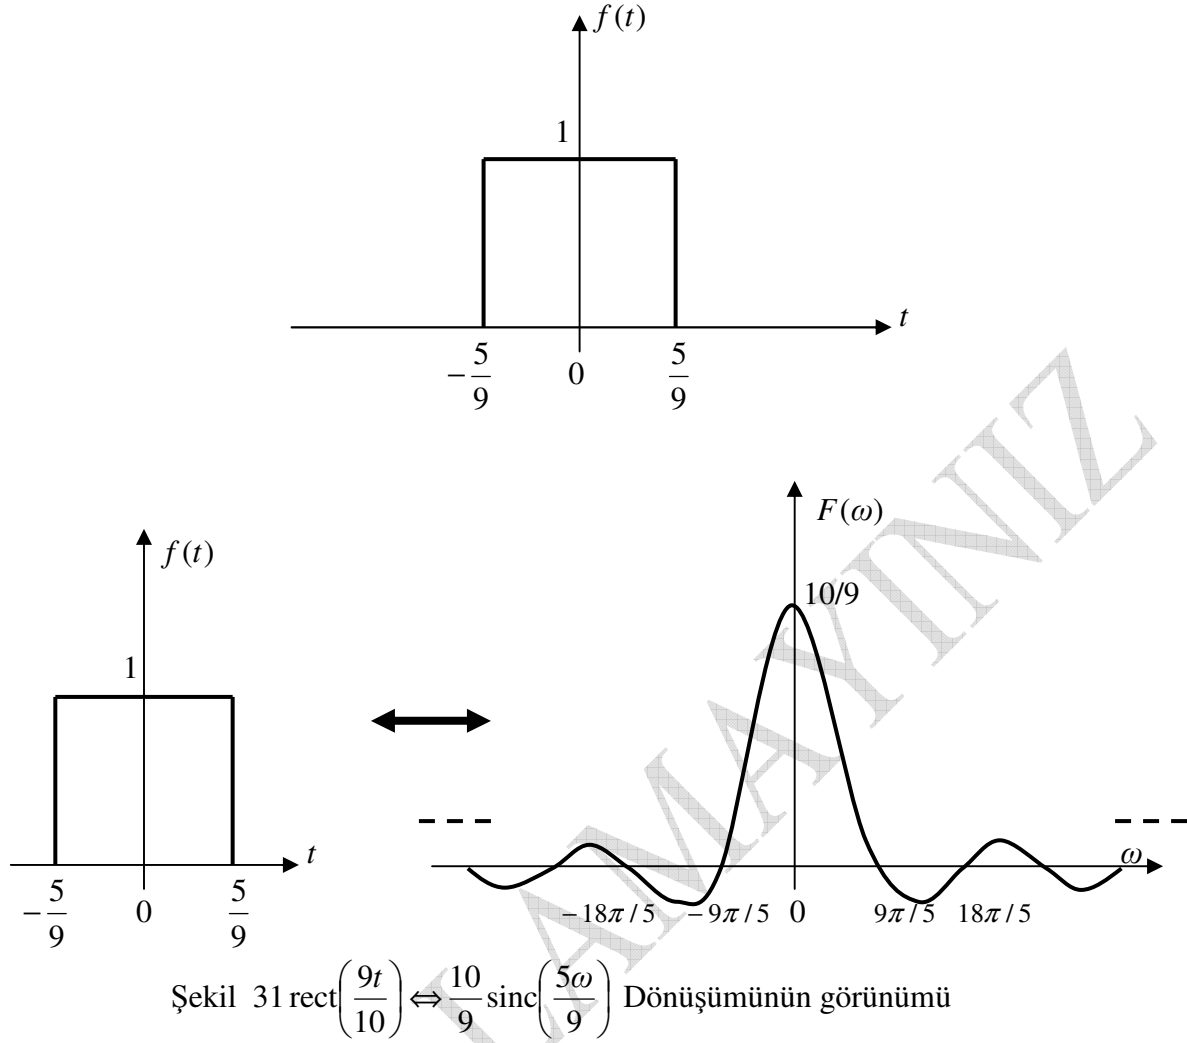 f(t)
1
t
−5/9 0 5/9
F(ω)
10/9
f(t)
1
t
−5/9 0 5/9
ω
−18π/5 −9π/5 0 9π/5 18π/5
Şekil 31 rect(9t/10) ⇔ 10/9 sinc(5ω/9) Dönüşümünün görünümü
LAMAYINIZ